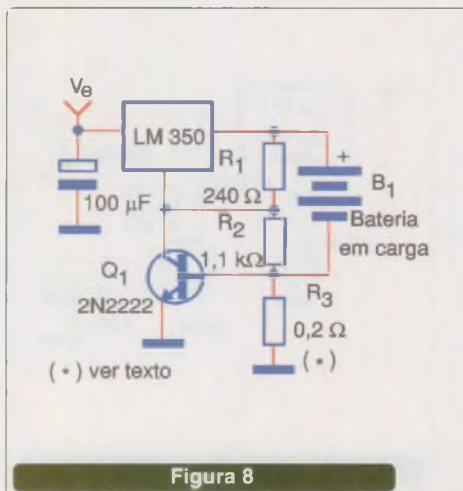 Ve
LM 350
R1
240 Ω
R2
1,1 kΩ
R3
0,2 Ω
(*)
100 µF
Q1
2N2222
+
B1
Bateria
em carga
(*) ver texto
Figura 8